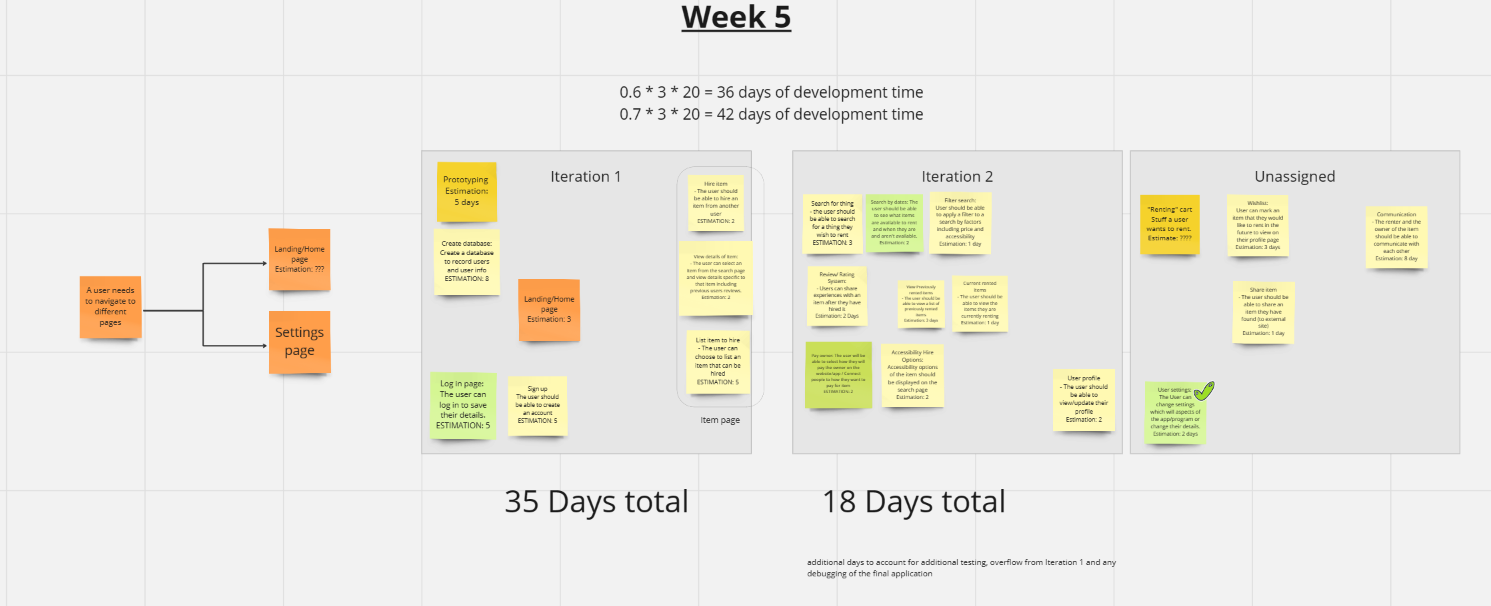 Week 5
0.6 * 3 * 20 = 36 days of development time
0.7 * 3 * 20 = 42 days of development time
A user needs
to navigate to
different
pages
Landing/Home
page
Estimation: ???
Settings
page
Iteration 1
Prototyping
Estimation:
5 days
Create database:
Create a database
to record users
and user info
ESTIMATION: 8
Landing/Home
page
Estimation: 3
Log in page:
The user can
log in to save
their details.
ESTIMATION: 5
Sign up
The user should
be able to create
an account
ESTIMATION: 5
Hire item
- The user should
be able to hire an
item from another
user
ESTIMATION: 2
View details of item:
- The user can select an
item from the search page
and view details specific to
that item including
previous users reviews.
Estimation: 2
List item to hire
- The user can
choose to list an
item that can be
hired
ESTIMATION: 5
Item page
35 Days total
Iteration 2
Search for thing
- the user should
be able to search
for a thing they
wish to rent
ESTIMATION: 3
Search by dates: The
user should be able
to see what items
are available to rent
and when they are
and aren't available.
Estimation: 2
Filter search:
User should be able
to apply a filter to a
search by factors
including price and
accessibility
Estimation: 1 day
Review/ Rating
System:
- Users can share
experiences with an
item after they have
hired it
Estimation: 2 Days
View Previously
rented items
- The user should be
able to view a list of
previously rented
items
Estimation: 3 days
Current rented
items
- The user should be
able to view the
items they are
currently renting
Estimation: 1 day
Pay owner: The user will be
able to select how they will
pay the owner on the
website/app / Connect
people to how they want to
pay for item
ESTIMATION: 2
Accessibility Hire
Options:
Accessibility options
of the item should
be displayed on the
search page
Estimation: 2
User profile
- The user should
be able to
view/update their
profile
Estimation: 2
18 Days total
additional days to account for additional testing, overflow from Iteration 1 and any
debugging of the final application
Unassigned
"Renting" cart
Stuff a user
wants to rent.
Estimate: ????
Wishlist:
User can mark an
item that they would
like to rent in the
future to view on
their profile page
Estimation: 3 days
Communication
- The renter and the
owner of the item
should be able to
communicate with
each other
Estimation: 8 day
Share item
- The user should be
able to share an
item they have
found (to external
site)
Estimation: 1 day
User settings:
The User can
change settings
which will aspects of
the app/program or
change their details.
Estimation: 2 days